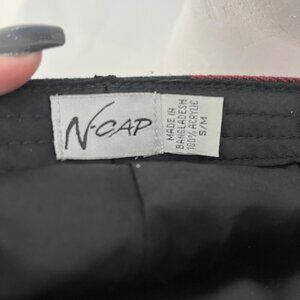 N-CAP
MADE IN
BANGLADESH
100% ACRYLIC
S/M